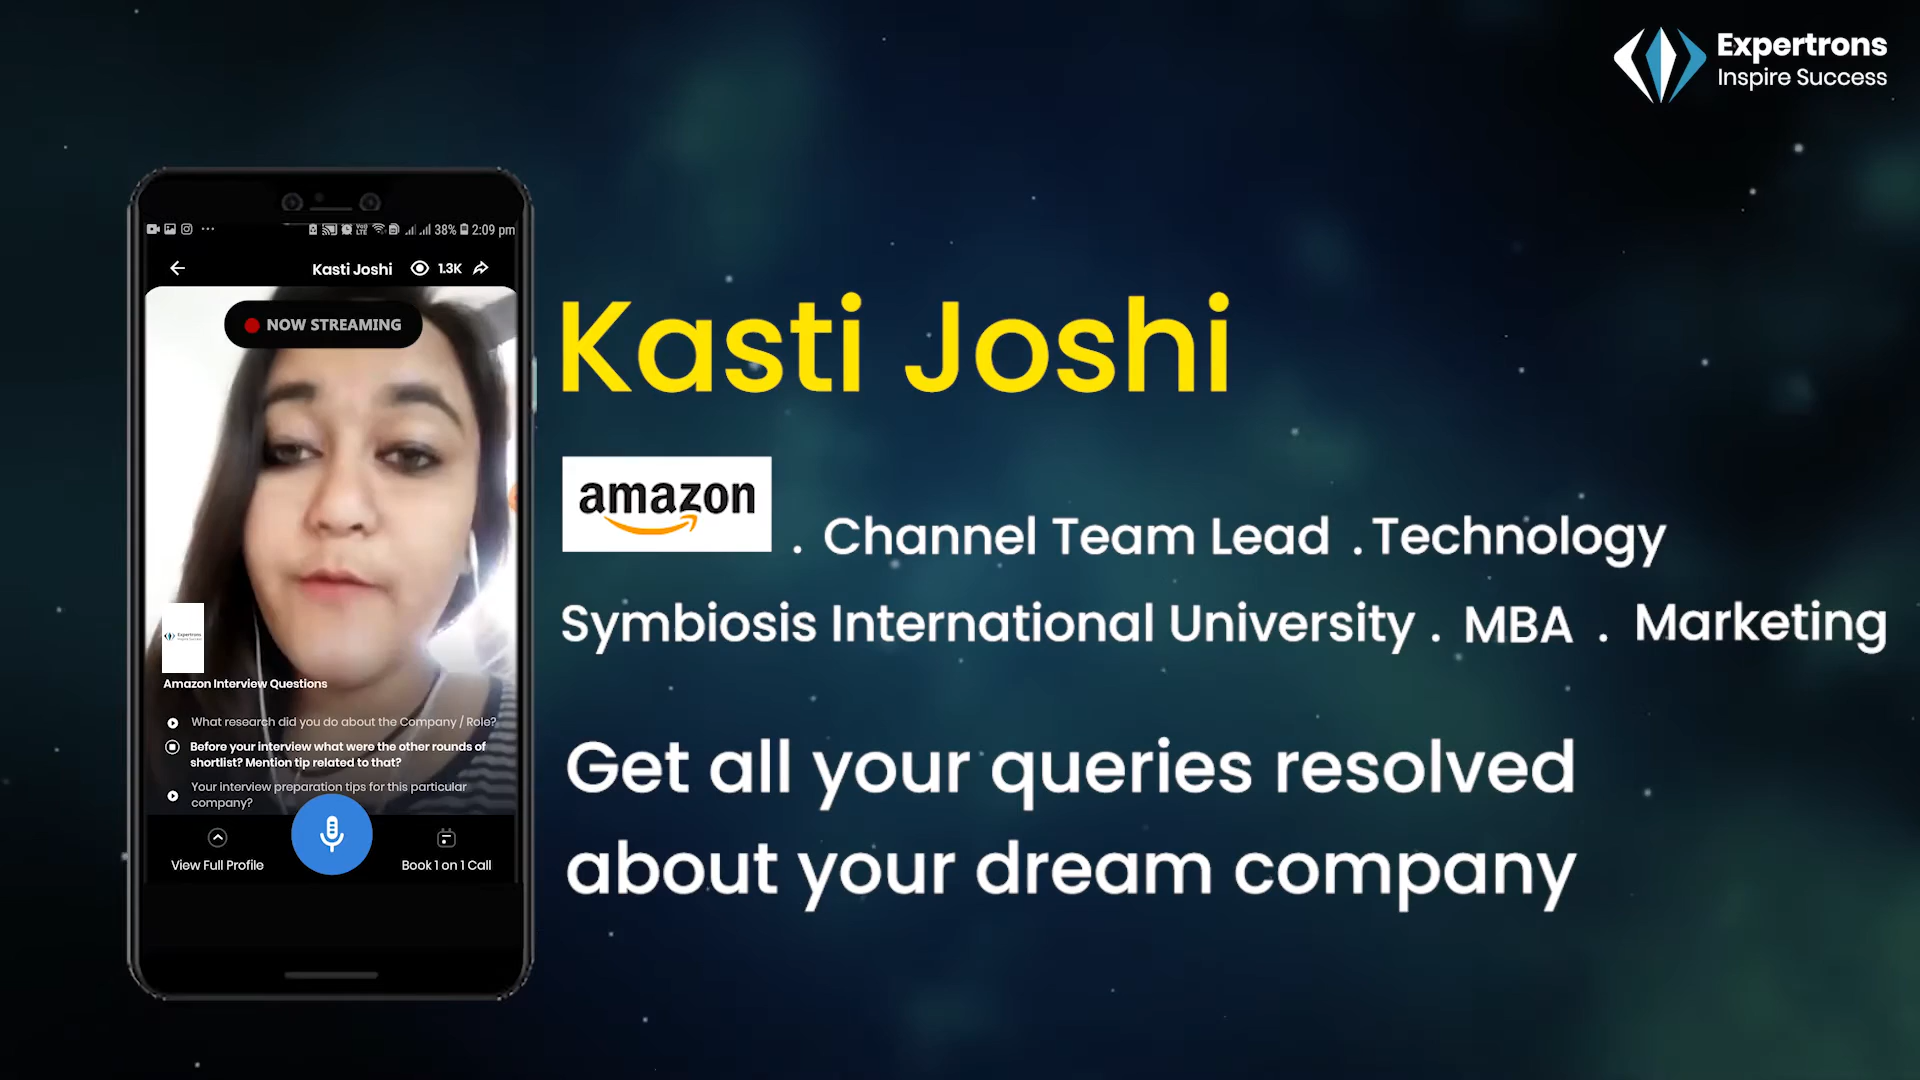 Expertrons
Inspire Success
38% 2:09 pm
Kasti Joshi 1.3K
NOW STREAMING
Expertrons
Amazon Interview Questions
What research did you do about the Company / Role?
Before your interview what were the other rounds of
shortlist? Mention tip related to that?
Your interview preparation tips for this particular
company?
View Full Profile
Book 1 on 1 Call
Kasti Joshi
amazon . Channel Team Lead . Technology
Symbiosis International University . MBA . Marketing
Get all your queries resolved
about your dream company